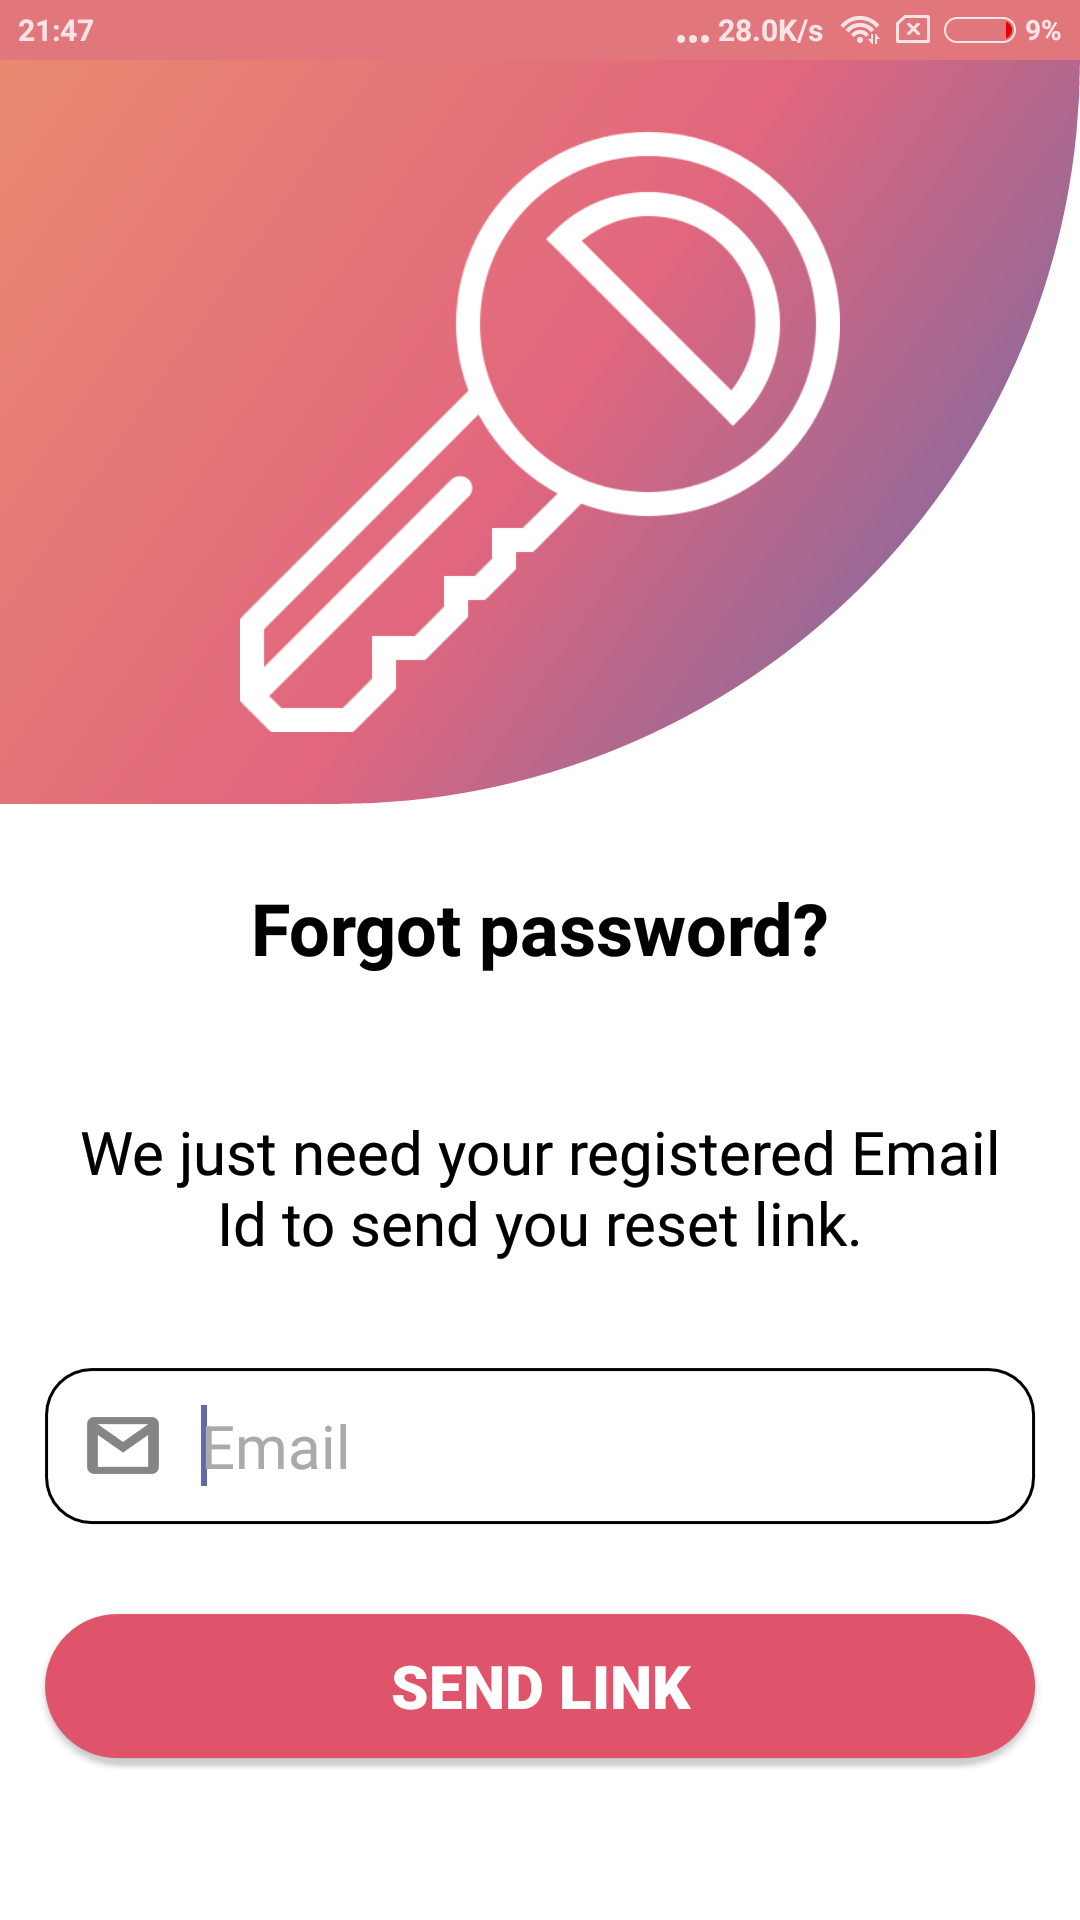 21:47
... 28.0K/s
9%
Forgot password?
We just need your registered Email
Id to send you reset link.
Email
SEND LINK